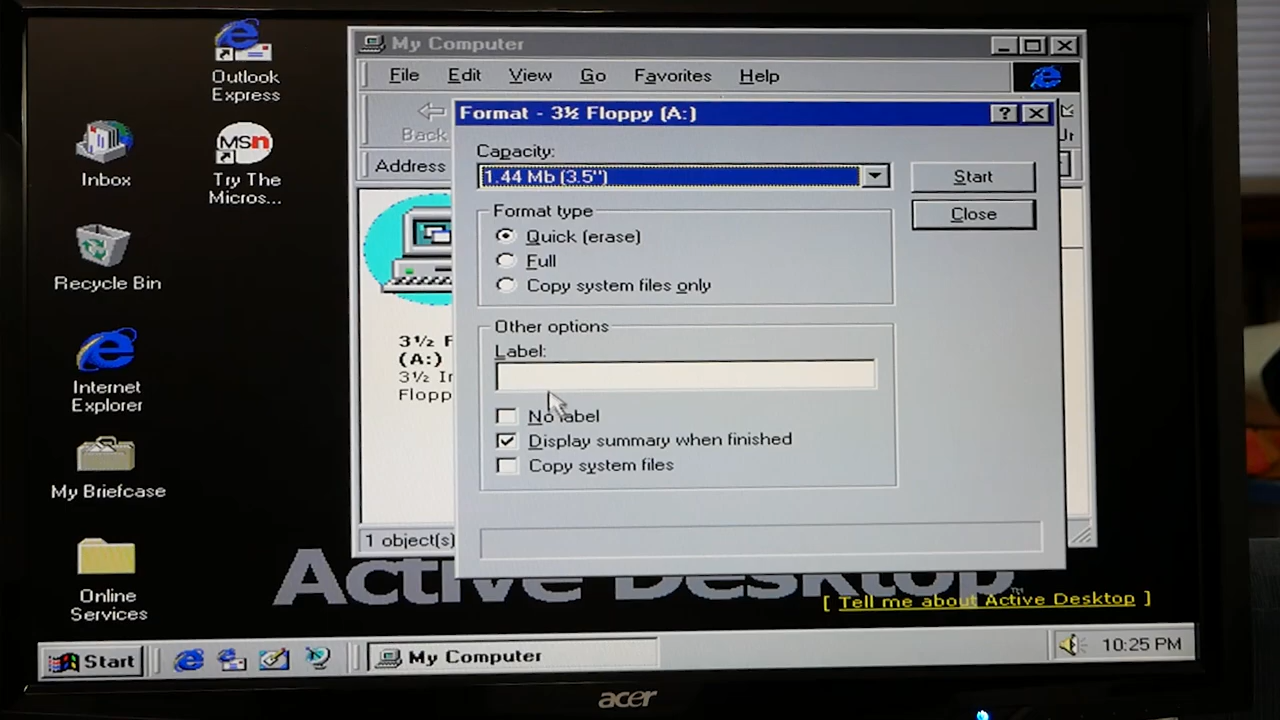 Outlook
Express
Inbox
MSN
Try The
Micros...
Recycle Bin
Internet
Explorer
My Briefcase
Online
Services
My Computer
File Edit View Go Favorites Help
Back
Address
3½ F
(A:)
3½ In
Flopp
1 object(s)
Format - 3½ Floppy (A:)
Capacity:
1.44 Mb (3.5")
Start
Close
Format type
Quick (erase)
Full
Copy system files only
Other options
Label:
No label
Display summary when finished
Copy system files
Active Desktop
[ Tell me about Active Desktop ]
Start
My Computer
10:25 PM
acer